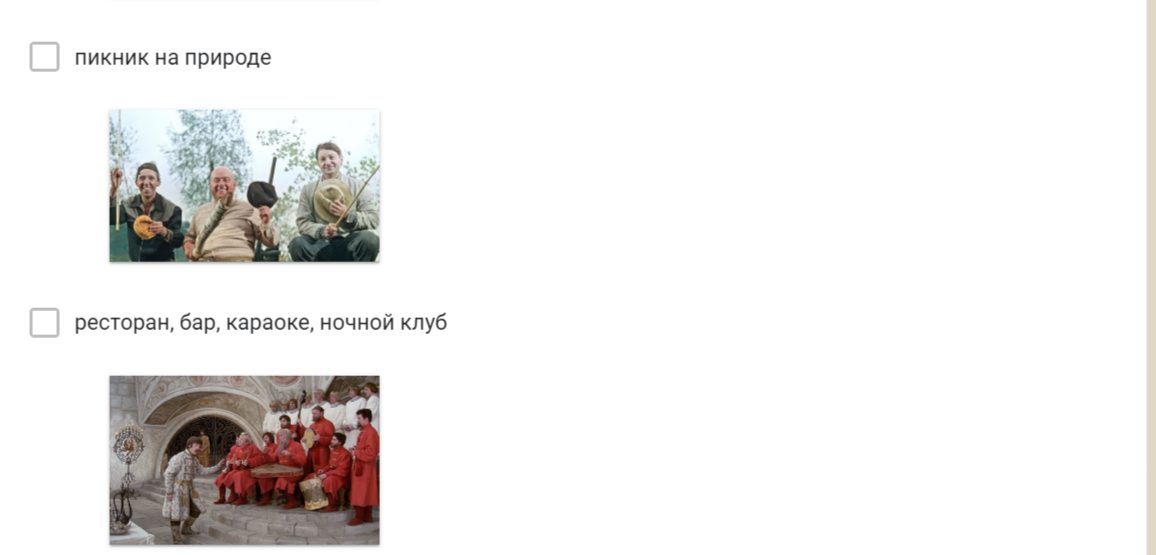 пикник на природе
ресторан, бар, караоке, ночной клуб